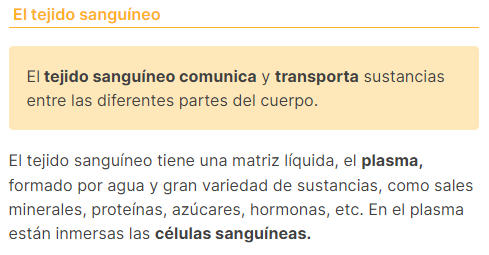 El tejido sanguíneo
El tejido sanguíneo comunica y transporta sustancias
entre las diferentes partes del cuerpo.
El tejido sanguíneo tiene una matriz líquida, el plasma,
formado por agua y gran variedad de sustancias, como sales
minerales, proteínas, azúcares, hormonas, etc. En el plasma
están inmersas las células sanguíneas.